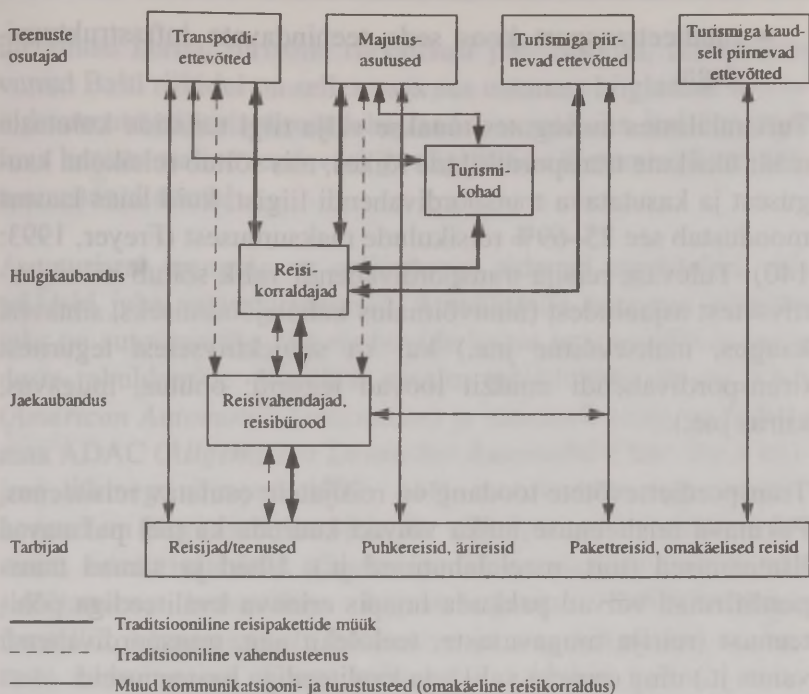 Teenuste
osutajad
Transpordi-
ettevõtted
Majutus-
asutused
Turismiga piir-
nevad ettevõtted
Turismiga kaud-
selt piirnevad
ettevõtted
Turismi-
kohad
Hulgikaubandus
Reisi-
korraldajad
Jaekaubandus
Reisivahendajad,
reisibürood
Tarbijad
Reisijad/teenused
Puhkereisid, ärireisid
Pakettreisid, omakäelised reisid
Traditsiooniline reisipakettide müük
Traditsiooniline vahendusteenus
Muud kommunikatsiooni- ja turustusteed (omakäeline reisikorraldus)